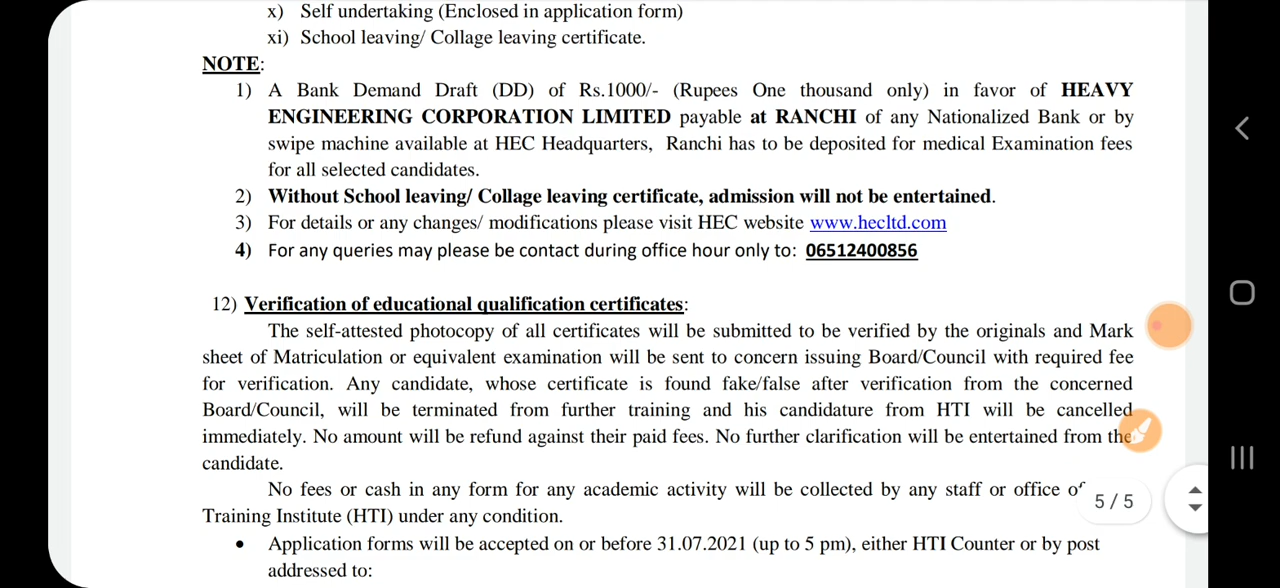 x) Self undertaking (Enclosed in application form)
xi) School leaving/ Collage leaving certificate.
NOTE:
1) A Bank Demand Draft (DD) of Rs.1000/- (Rupees One thousand only) in favor of HEAVY
ENGINEERING CORPORATION LIMITED payable at RANCHI of any Nationalized Bank or by
swipe machine available at HEC Headquarters, Ranchi has to be deposited for medical Examination fees
for all selected candidates.
2) Without School leaving/ Collage leaving certificate, admission will not be entertained.
3) For details or any changes/ modifications please visit HEC website www.hecltd.com
4) For any queries may please be contact during office hour only to: 06512400856
12) Verification of educational qualification certificates:
The self-attested photocopy of all certificates will be submitted to be verified by the originals and Mark
sheet of Matriculation or equivalent examination will be sent to concern issuing Board/Council with required fee
for verification. Any candidate, whose certificate is found fake/false after verification from the concerned
Board/Council, will be terminated from further training and his candidature from HTI will be cancelled
immediately. No amount will be refund against their paid fees. No further clarification will be entertained from the
candidate.
No fees or cash in any form for any academic activity will be collected by any staff or office of
Training Institute (HTI) under any condition.
5 / 5
• Application forms will be accepted on or before 31.07.2021 (up to 5 pm), either HTI Counter or by post
addressed to: